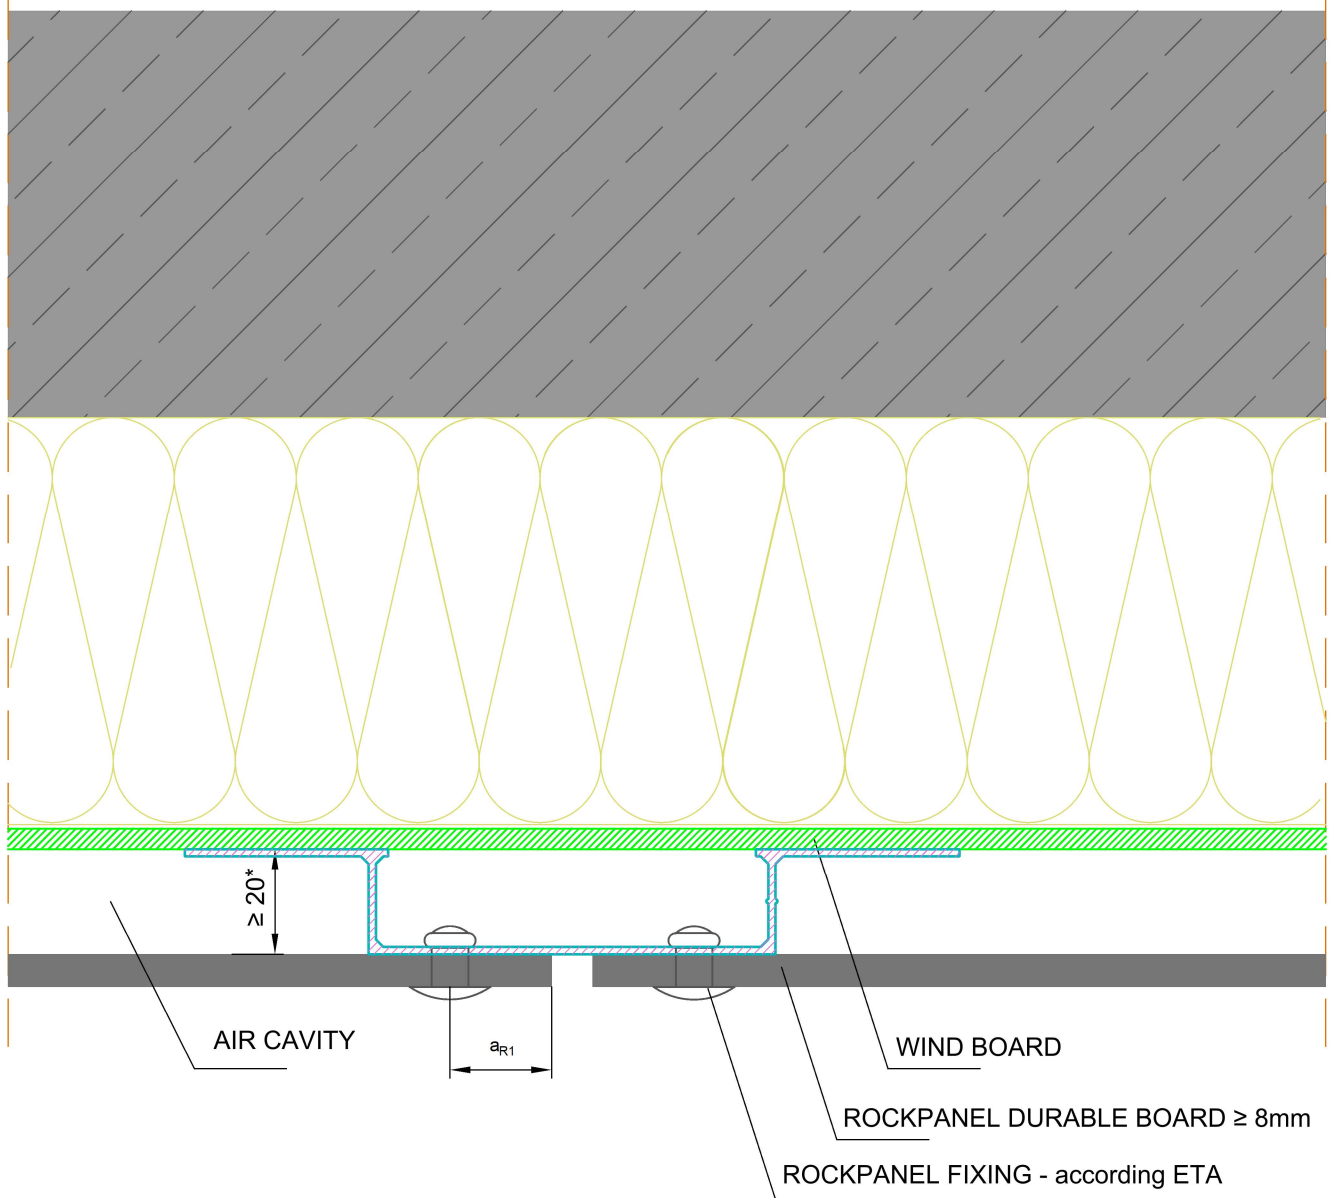 ≥ 20*
AIR CAVITY
aR1
WIND BOARD
ROCKPANEL DURABLE BOARD ≥ 8mm
ROCKPANEL FIXING - according ETA